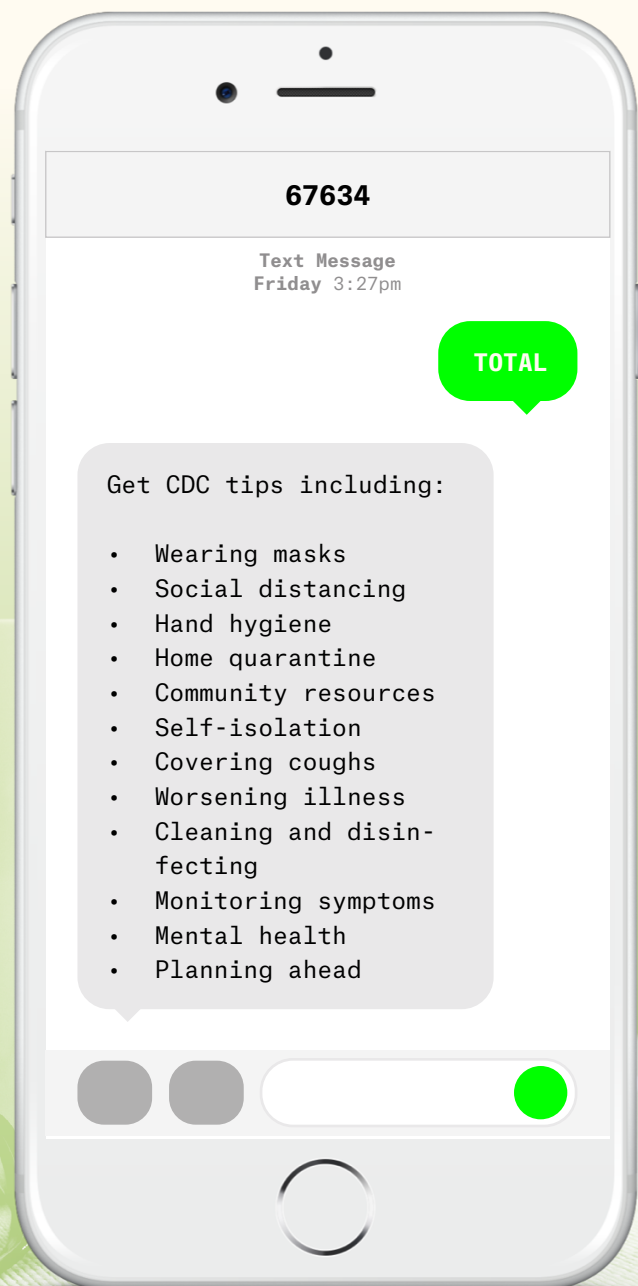 67634
Text Message
Friday 3:27pm
TOTAL
Get CDC tips including:
• Wearing masks
• Social distancing
• Hand hygiene
• Home quarantine
• Community resources
• Self-isolation
• Covering coughs
• Worsening illness
• Cleaning and disin-
fecting
• Monitoring symptoms
• Mental health
• Planning ahead